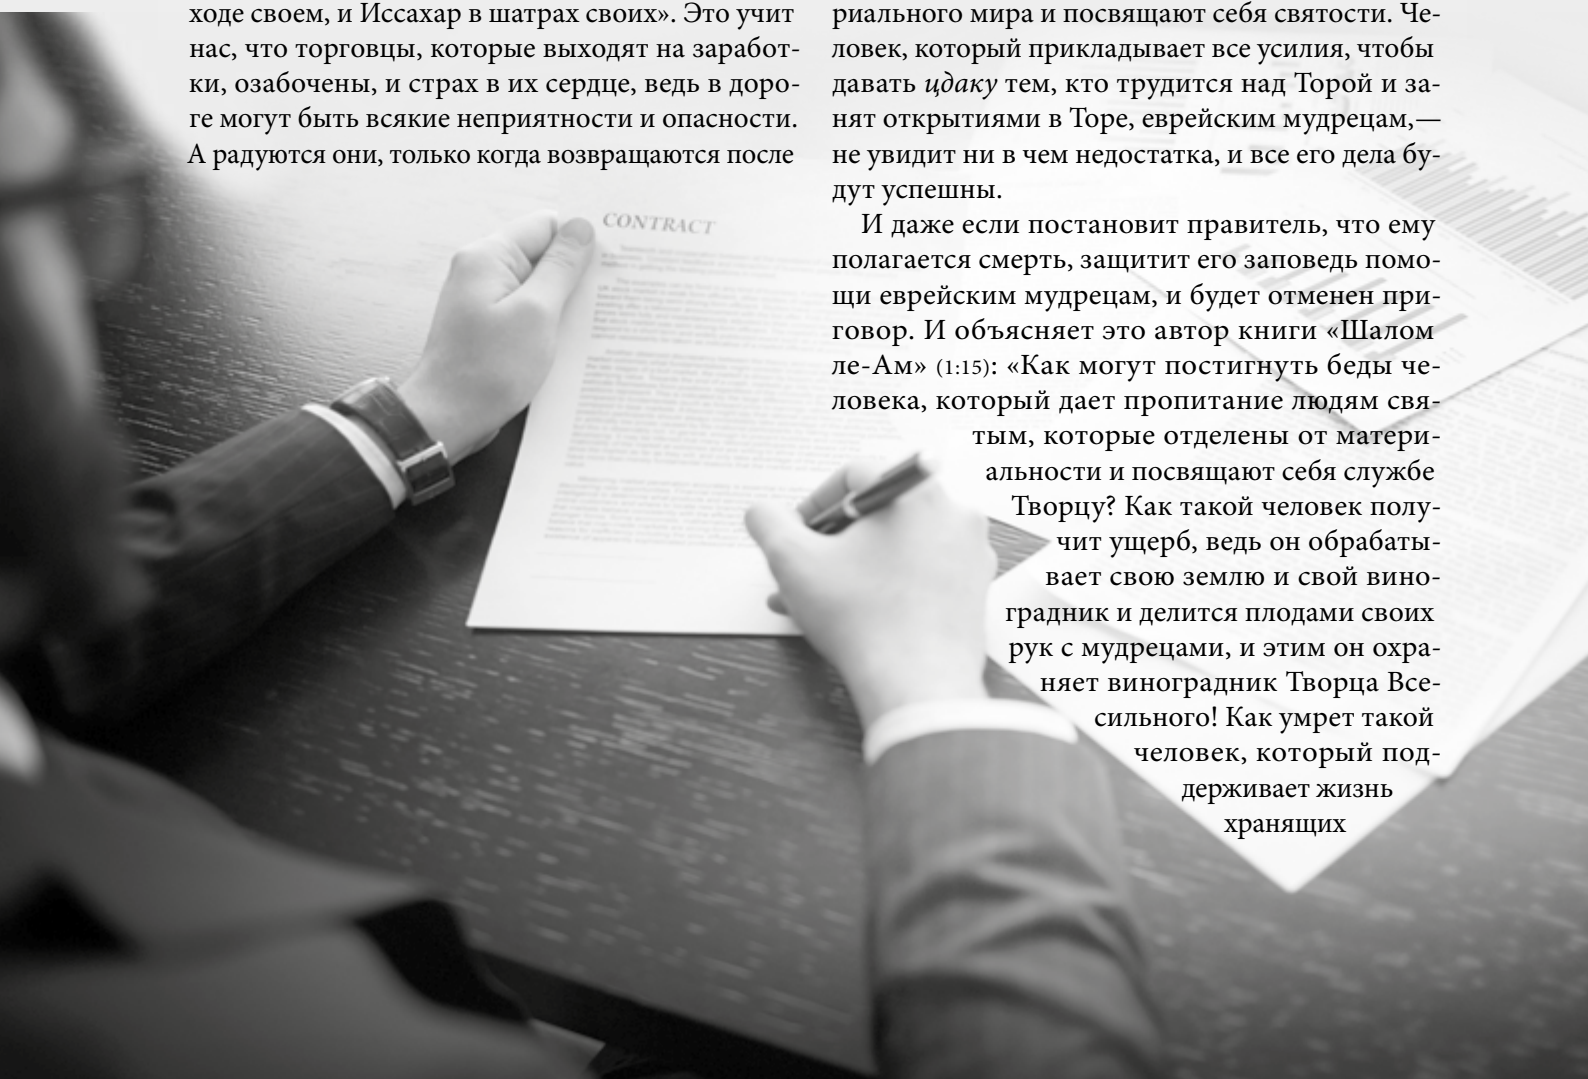 ходе своем, и Иссахар в шатрах своих». Это учит
нас, что торговцы, которые выходят на заработ-
ки, озабочены, и страх в их сердце, ведь в доро-
ге могут быть всякие неприятности и опасности.
А радуются они, только когда возвращаются после
риального мира и посвящают себя святости. Че-
ловек, который прикладывает все усилия, чтобы
давать цдаку тем, кто трудится над Торой и за-
нят открытиями в Торе, еврейским мудрецам,—
не увидит ни в чем недостатка, и все его дела бу-
дут успешны.
И даже если постановит правитель, что ему
полагается смерть, защитит его заповедь помо-
щи еврейским мудрецам, и будет отменен при-
говор. И объясняет это автор книги «Шалом
ле-Ам» (1:15): «Как могут постигнуть беды че-
ловека, который дает пропитание людям свя-
тым, которые отделены от матери-
альности и посвящают себя службе
Творцу? Как такой человек полу-
чит ущерб, ведь он обрабаты-
вает свою землю и свой вино-
градник и делится плодами своих
рук с мудрецами, и этим он охра-
няет виноградник Творца Все-
сильного! Как умрет такой
человек, который под-
держивает жизнь
хранящих
CONTRACT